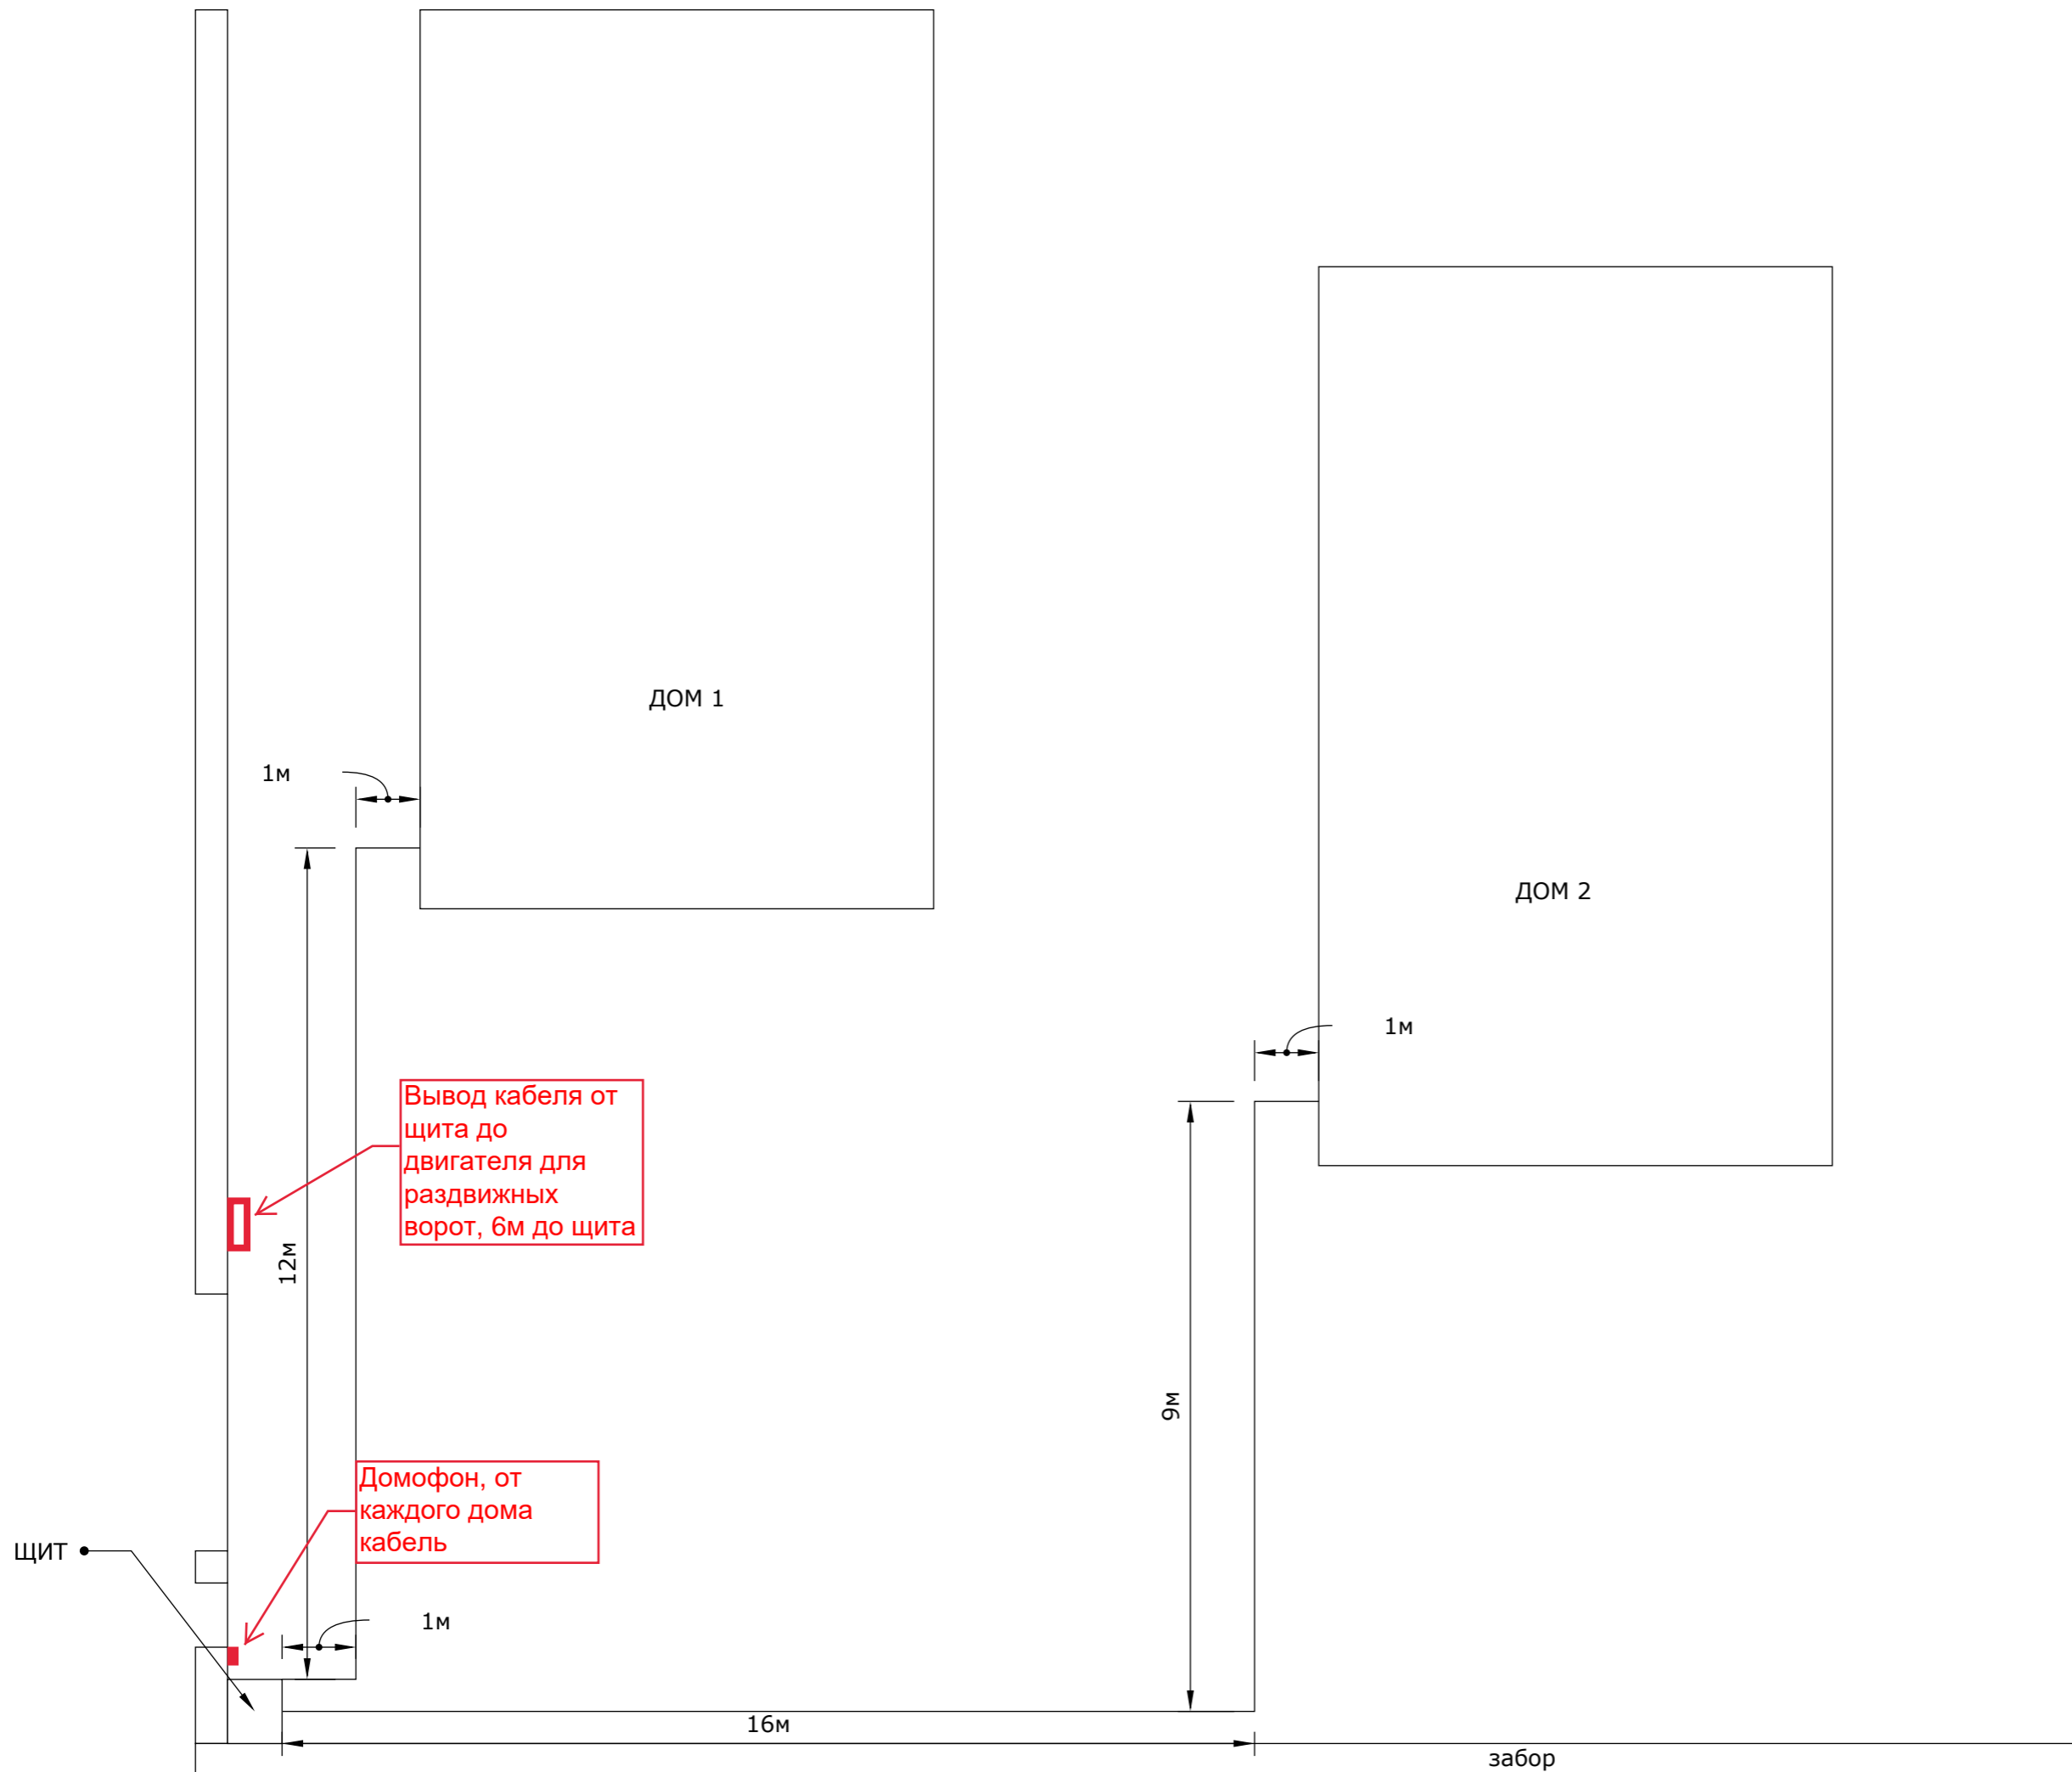 ДОМ 1
1м
ДОМ 2
1м
Вывод кабеля от
щита до
двигателя для
раздвижных
ворот, 6м до щита
12м
9м
Домофон, от
каждого дома
кабель
ЩИТ
1м
16м
забор